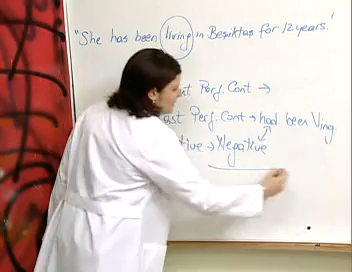 "She has been living in Beşiktaş for 12 years."
Perf. Cont →
Past Perf. Cont → had been Ving.
→ Negative